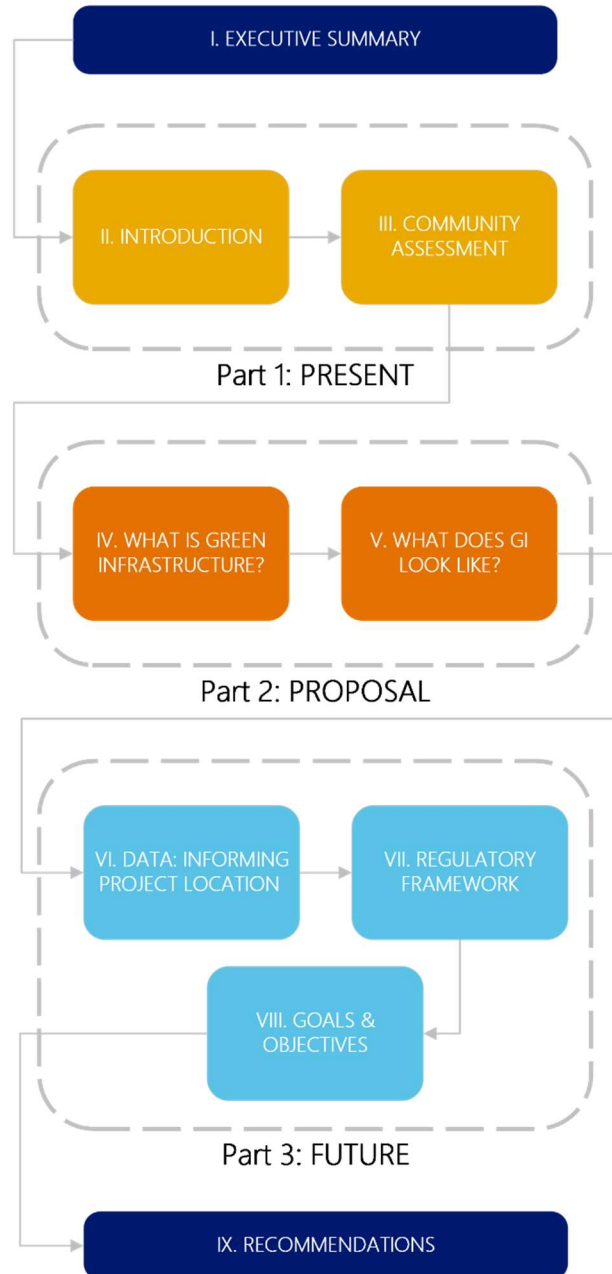 I. EXECUTIVE SUMMARY
II. INTRODUCTION
III. COMMUNITY
ASSESSMENT
Part 1: PRESENT
IV. WHAT IS GREEN
INFRASTRUCTURE?
V. WHAT DOES GI
LOOK LIKE?
Part 2: PROPOSAL
VI. DATA: INFORMING
PROJECT LOCATION
VII. REGULATORY
FRAMEWORK
VIII. GOALS &
OBJECTIVES
Part 3: FUTURE
IX. RECOMMENDATIONS